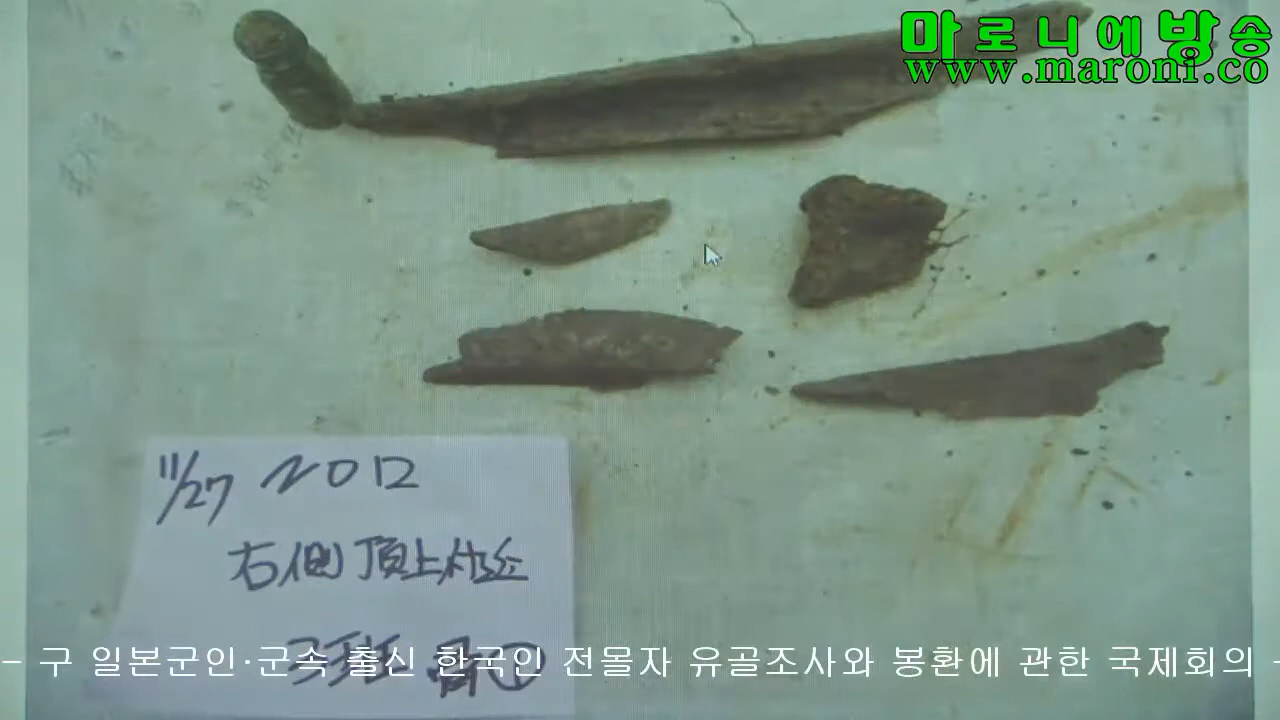 마로니에방송
www.maroni.co
11/27 2012
右側 頂上付近
骨①
- 구 일본군인·군속 출신 한국인 전몰자 유골조사와 봉환에 관한 국제회의 -